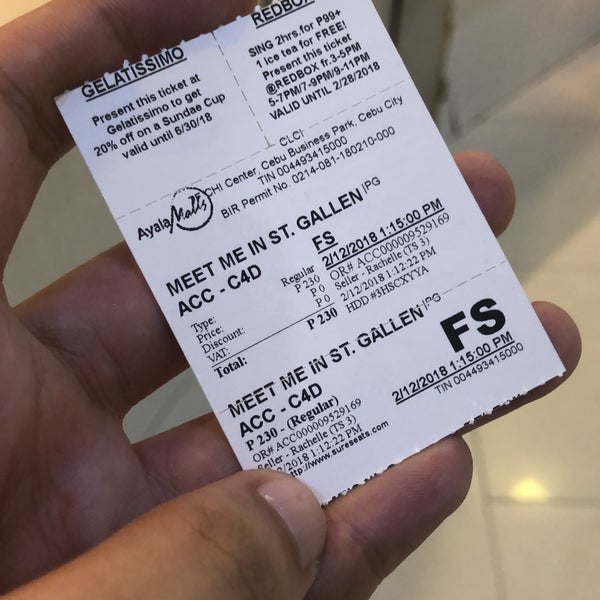 GELATISSIMO
Present this ticket at
Gelatissimo to get
20% off on a Sundae Cup
valid until 6/30/18
REDBOX
SING 2hrs.for P99+
1 Ice tea for FREE!
Present this ticket
@REDBOX fr.3-5PM
5-7PM/7-9PM/9-11PM
VALID UNTIL 2/28/2018
Ayala Malls
CLCI
CHI Center, Cebu Business Park, Cebu City
TIN 004493415000
BIR Permit No. 0214-081-180210-000
MEET ME IN ST. GALLEN PG
ACC - C4D
FS
2/12/2018 1:15:00 PM
Type: Regular OR# ACC000009529169
Price: P 230 Seller - Rachelle (TS 3)
Discount: P 0 2/12/2018 1:12:22 PM
VAT: P 0 HDD #3HSCXYYA
Total: P 230
MEET ME IN ST. GALLEN PG
ACC - C4D
FS
P 230 - (Regular)
2/12/2018 1:15:00 PM
OR# ACC000009529169
TIN 004493415000
Seller - Rachelle (TS 3)
2/2018 1:12:22 PM
ttp://www.sureseats.com